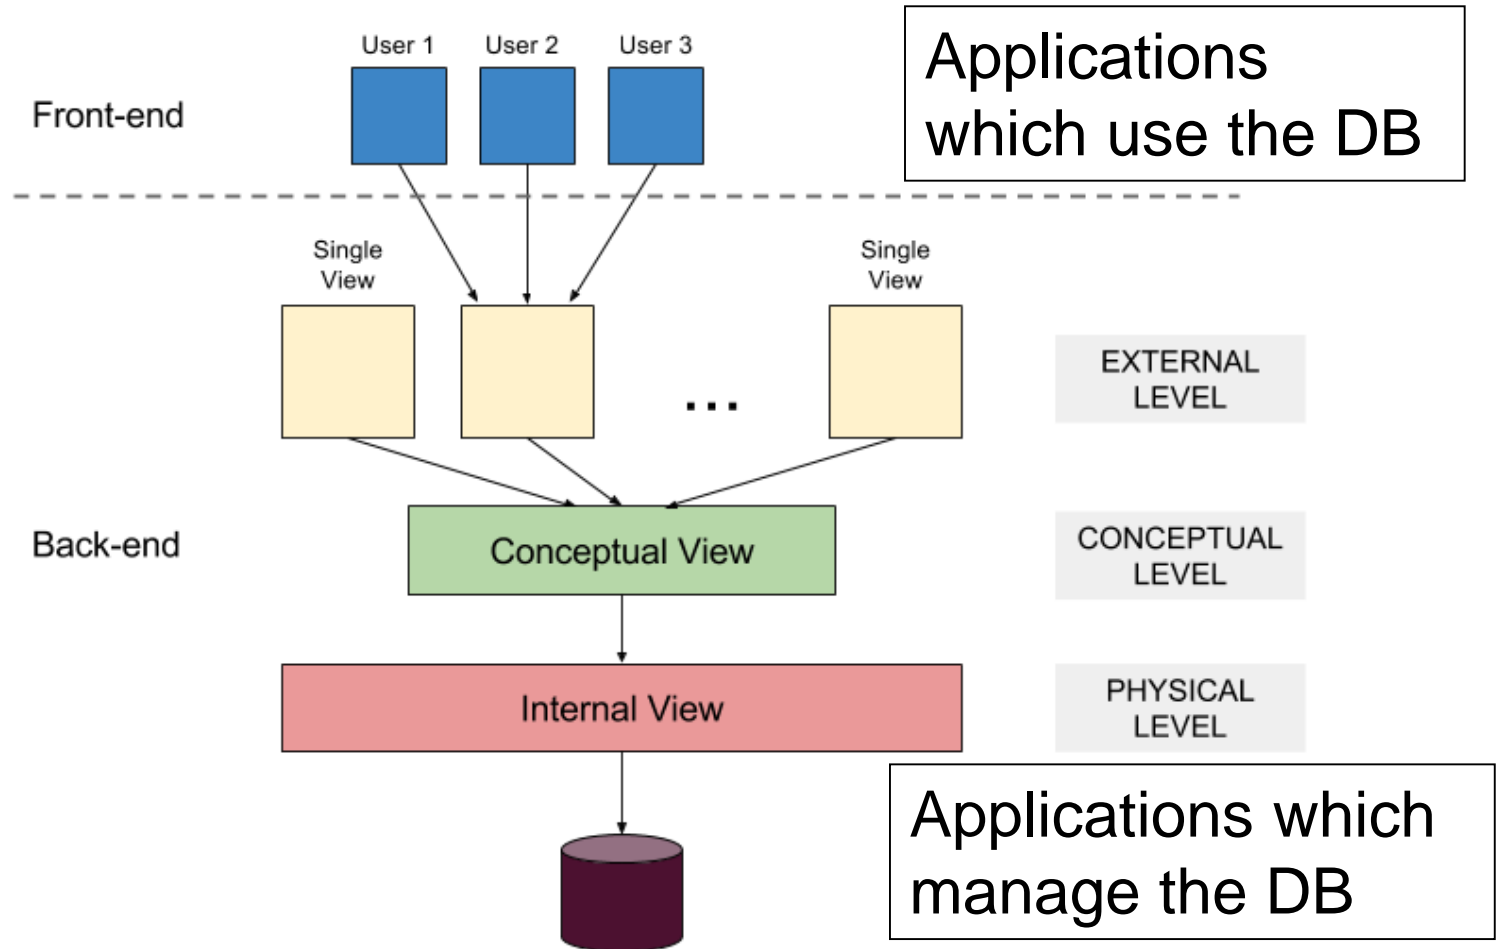 User 1
User 2
User 3
Applications
which use the DB
Front-end
Single
View
Single
View
EXTERNAL
LEVEL
...
Back-end
Conceptual View
CONCEPTUAL
LEVEL
Internal View
PHYSICAL
LEVEL
Applications which
manage the DB